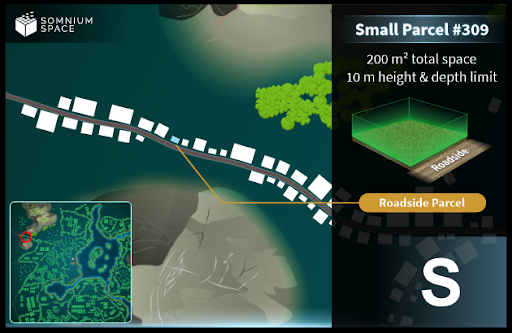 SOMNIUM
SPACE
Small Parcel #309
200 m² total space
10 m height & depth limit
Roadside
Roadside Parcel
S